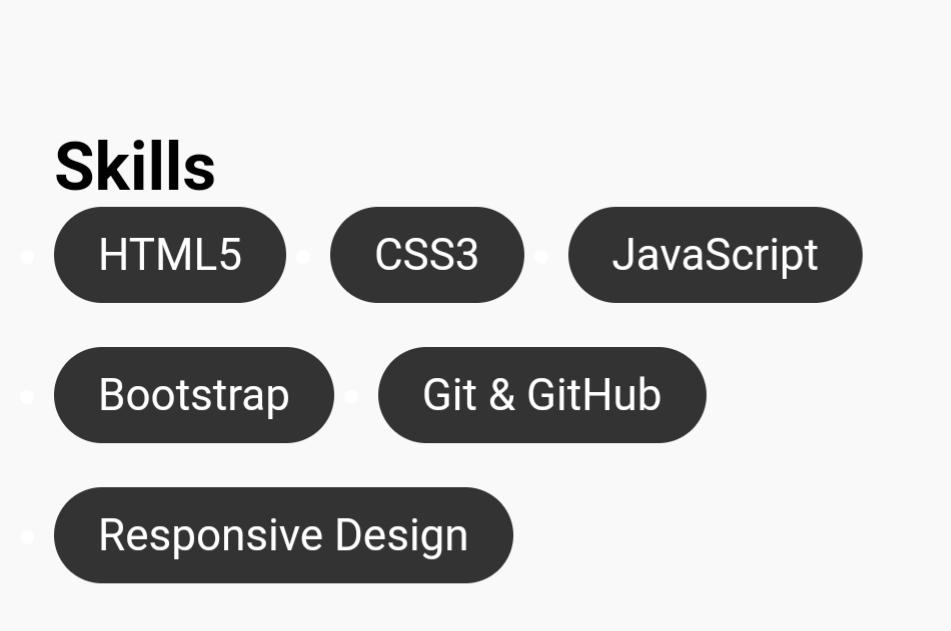 Skills
HTML5 CSS3 JavaScript
Bootstrap Git & GitHub
Responsive Design